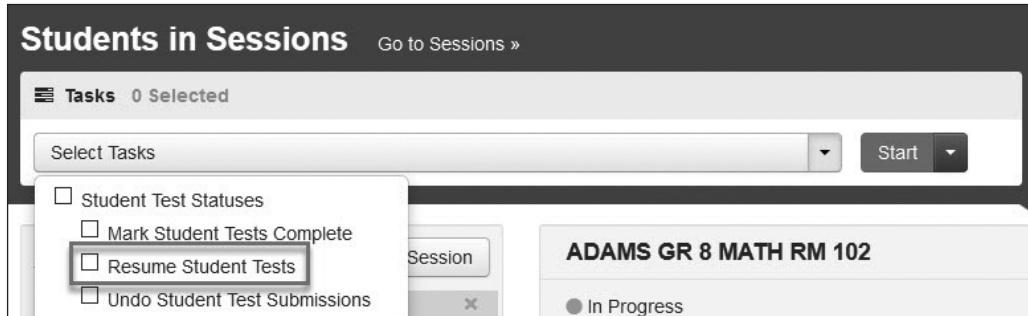 Students in Sessions Go to Sessions »
Tasks 0 Selected
Select Tasks Start
Student Test Statuses
Mark Student Tests Complete
Resume Student Tests
Undo Student Test Submissions
Session
ADAMS GR 8 MATH RM 102
In Progress